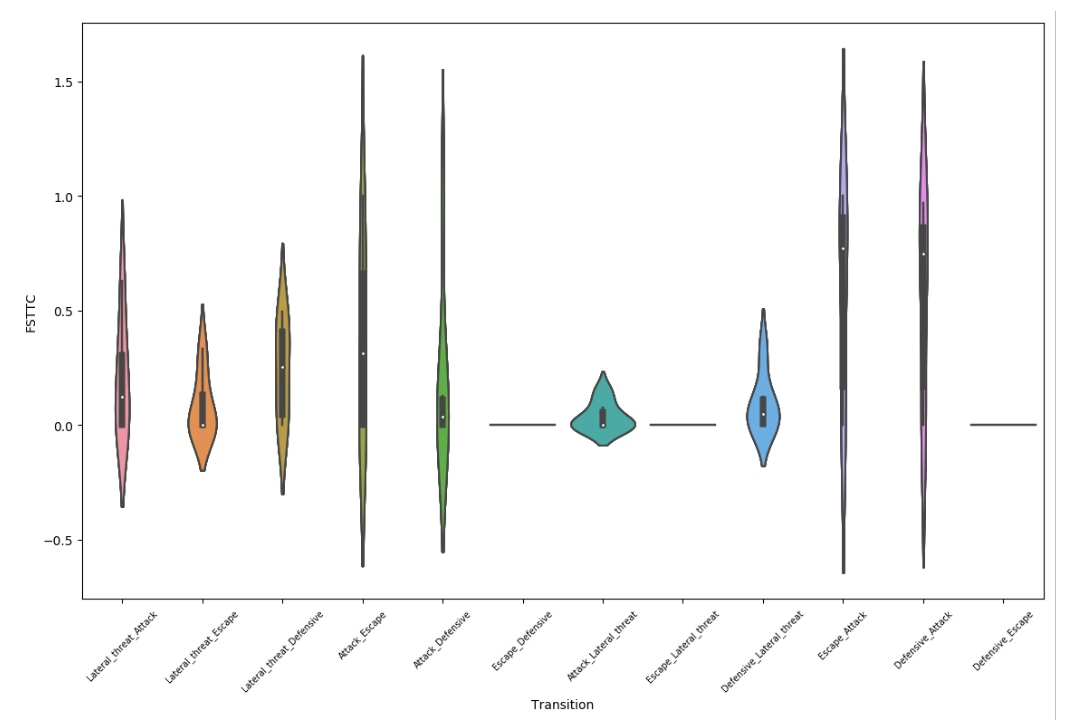 FSTTC
1.5
1.0
0.5
0.0
−0.5
Lateral_threat_Attack
Lateral_threat_Escape
Lateral_threat_Defensive
Attack_Escape
Attack_Defensive
Escape_Defensive
Attack_Lateral_threat
Escape_Lateral_threat
Defensive_Lateral_threat
Escape_Attack
Defensive_Attack
Defensive_Escape
Transition